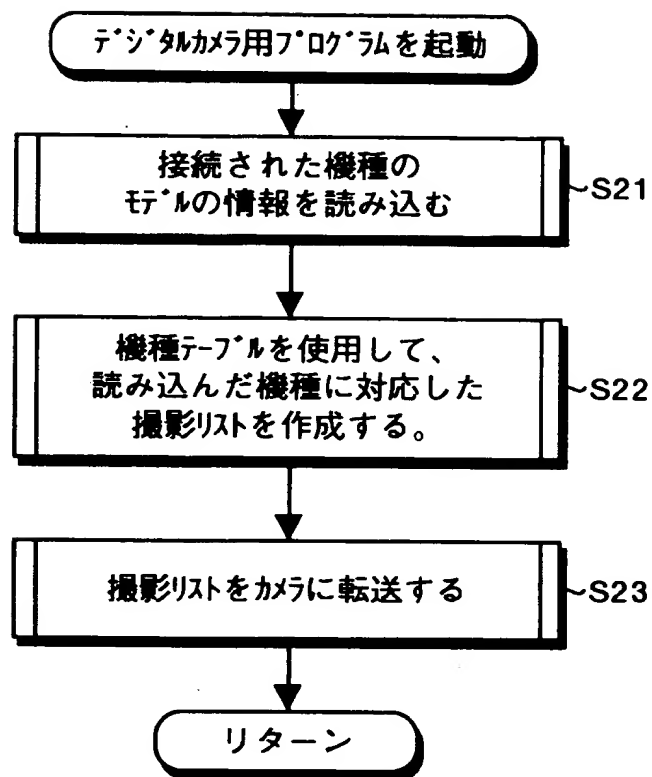 ﾃﾞｼﾞﾀﾙカメラ用ﾌﾟﾛｸﾞﾗﾑを起動
接続された機種の
ﾓﾃﾞﾙの情報を読み込む
S21
機種ﾃｰﾌﾞﾙを使用して、
読み込んだ機種に対応した
撮影リストを作成する。
S22
撮影リストをカメラに転送する
S23
リターン